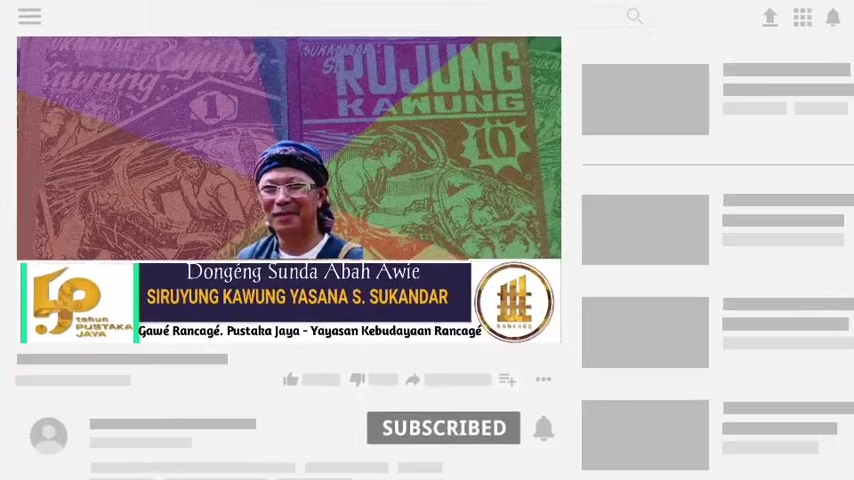 SUKANDAR
Rujung
Kawung
1
SUKANDAR
RUJUNG
KAWUNG
10
50
tahun
PUSTAKA
JAYA
Dongéng Sunda Abah Awie
SIRUYUNG KAWUNG YASANA S. SUKANDAR
Gawé Rancagé. Pustaka Jaya - Yayasan Kebudayaan Rancagé
RANCAGE
SUBSCRIBED